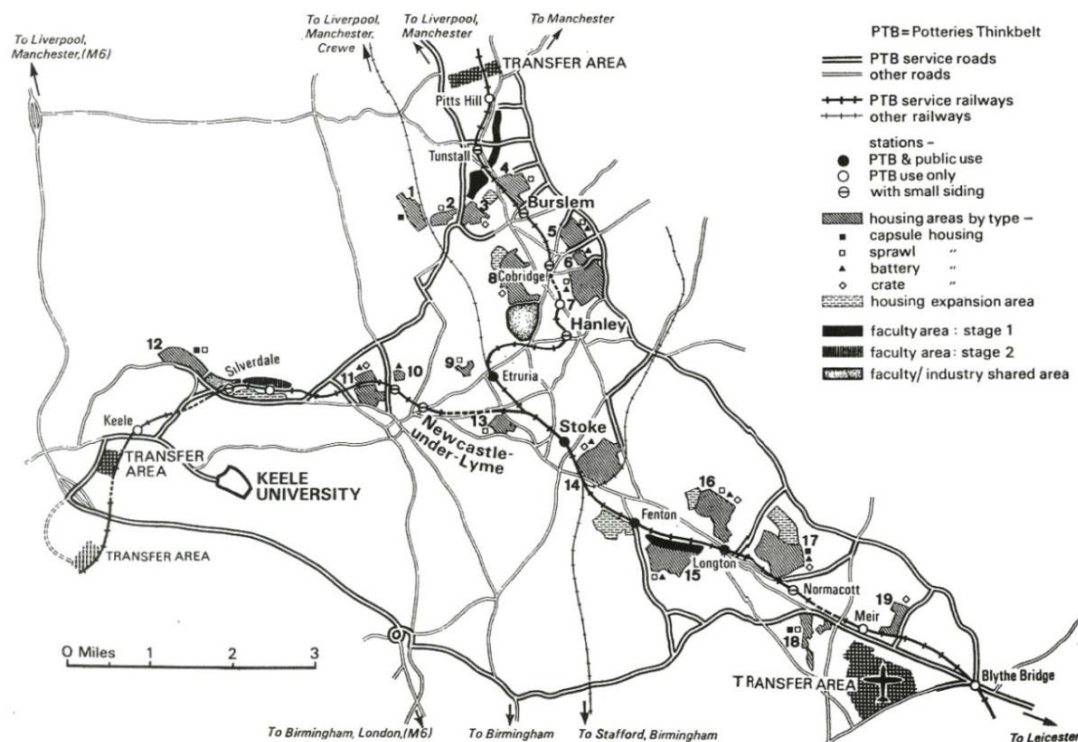 To Liverpool,
Manchester,(M6)
To Liverpool,
Manchester,
Crewe
To Liverpool,
Manchester
To Manchester
TRANSFER AREA
Pitts Hill
Tunstall
4
1
2
3
Burslem
5
6
8
Cobridge
7
Hanley
12
Silverdale
11
10
9
Etruria
Keele
13
Newcastle-
under-Lyme
Stoke
TRANSFER
AREA
KEELE
UNIVERSITY
14
16
TRANSFER AREA
Fenton
17
15
Longton
Normacott
19
Meir
18
TRANSFER AREA
Blythe Bridge
0 Miles 1 2 3
To Birmingham, London,(M6)
To Birmingham
To Stafford, Birmingham
To Leicester
PTB = Potteries Thinkbelt
PTB service roads
other roads
PTB service railways
other railways
stations –
PTB & public use
PTB use only
with small siding
housing areas by type –
capsule housing
sprawl "
battery "
crate "
housing expansion area
faculty area : stage 1
faculty area : stage 2
faculty/industry shared area